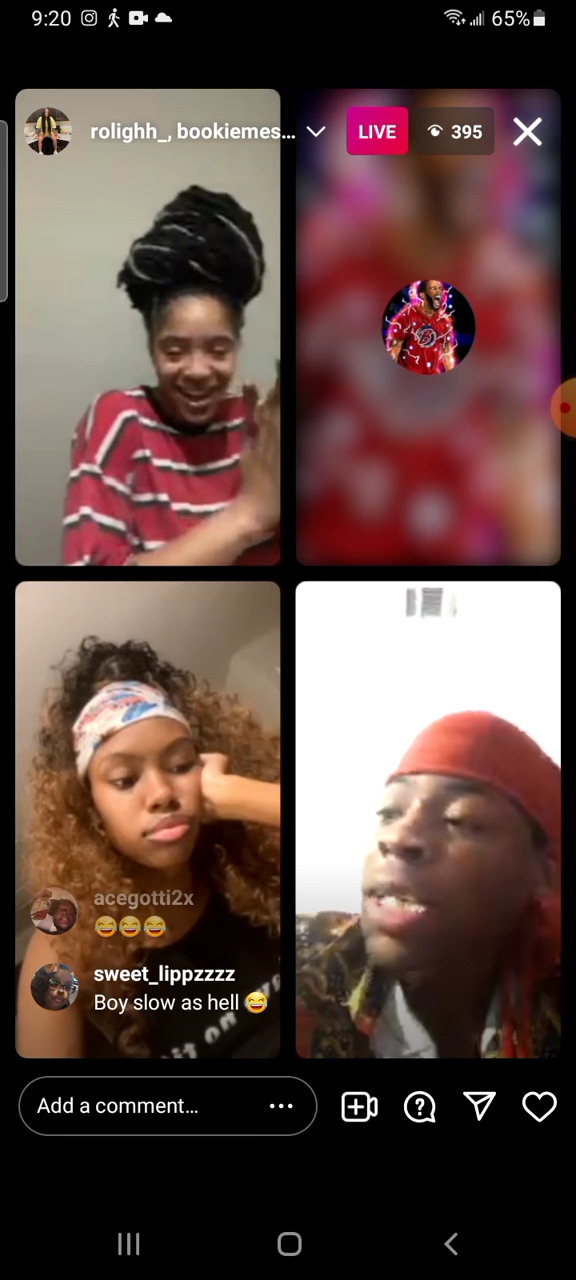 9:20
65%
rolighh_, bookiemes...
LIVE
395
acegotti2x
😂😂😂
sweet_lippzzzz
Boy slow as hell 😂
Add a comment...